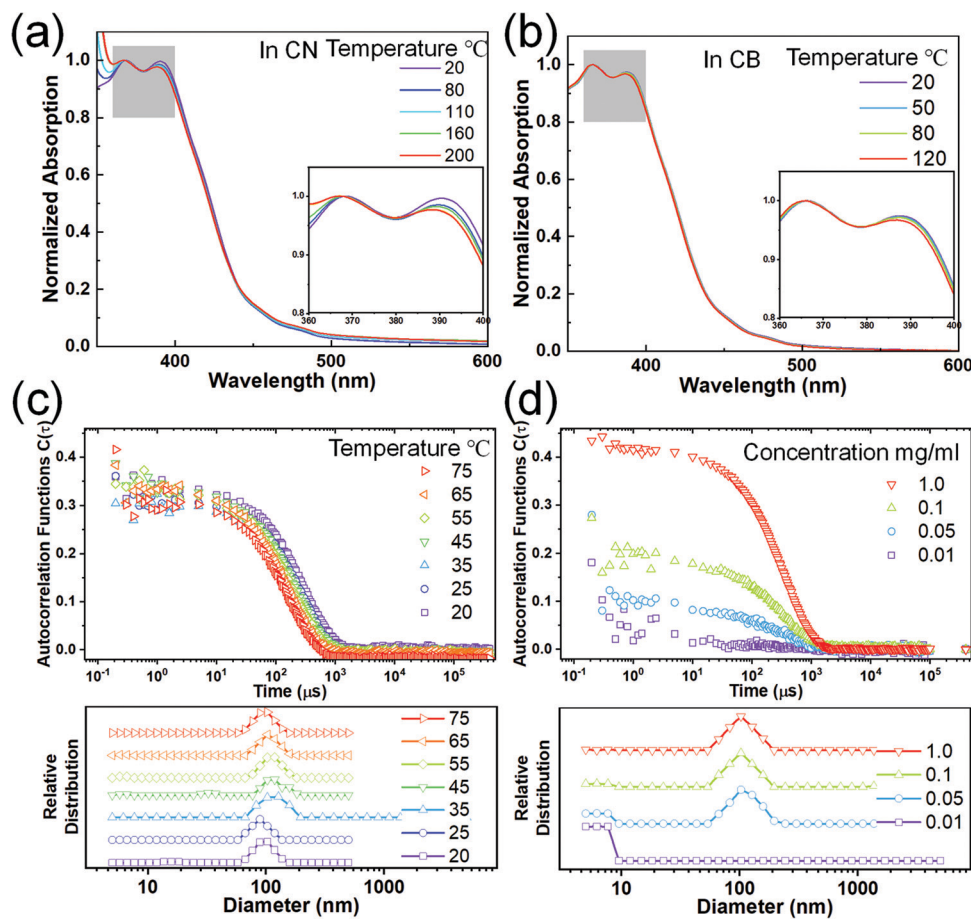 (a)
In CN Temperature °C
20
80
110
160
200
1.0
0.8
0.6
0.4
0.2
0.0
Normalized Absorption
1.0
0.9
0.8
360 370 380 390 400
400 500 600
Wavelength (nm)
(b)
In CB Temperature °C
20
50
80
120
1.0
0.8
0.6
0.4
0.2
0.0
Normalized Absorption
1.0
0.9
0.8
360 370 380 390 400
400 500 600
Wavelength (nm)
(c)
Temperature °C
75
65
55
45
35
25
20
0.4
0.3
0.2
0.1
0.0
Autocorrelation Functions C(τ)
10⁻¹ 10⁰ 10¹ 10² 10³ 10⁴ 10⁵
Time (μs)
75
65
55
45
35
25
20
Relative
Distribution
10 100 1000
Diameter (nm)
(d)
Concentration mg/ml
1.0
0.1
0.05
0.01
0.4
0.3
0.2
0.1
0.0
Autocorrelation Functions C(τ)
10⁻¹ 10⁰ 10¹ 10² 10³ 10⁴ 10⁵
Time (μs)
1.0
0.1
0.05
0.01
Relative
Distribution
10 100 1000
Diameter (nm)